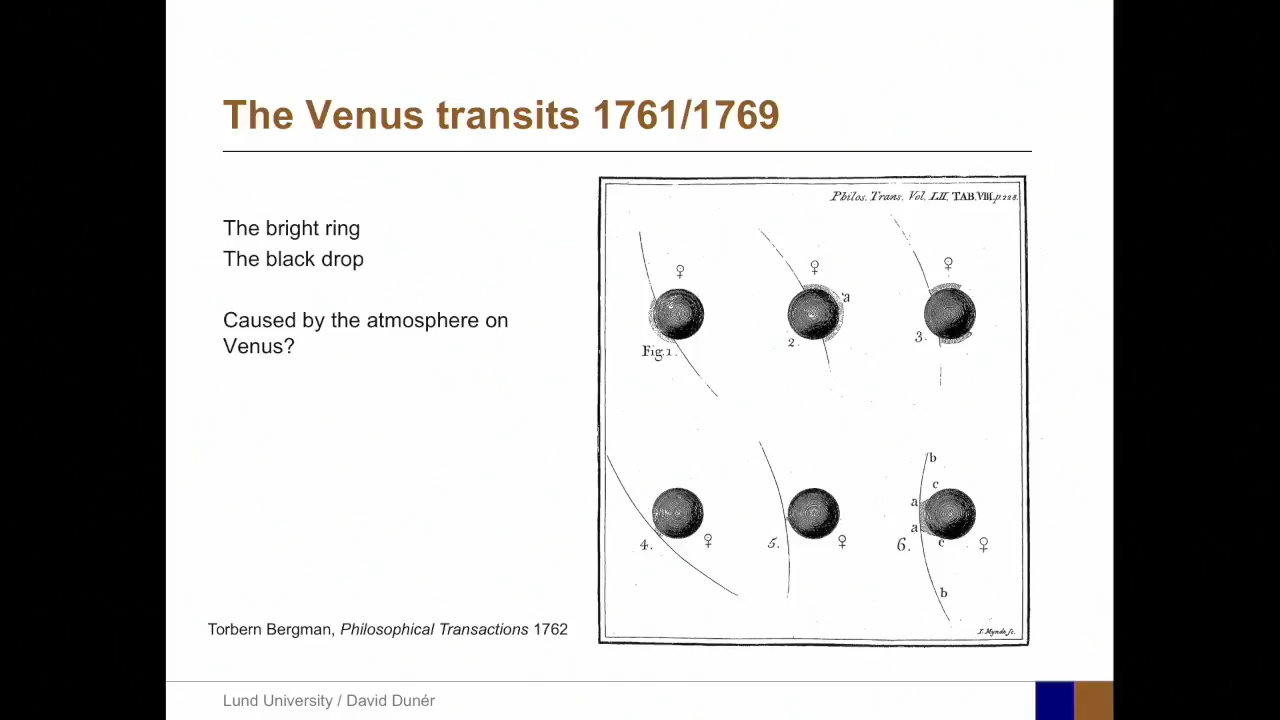 The Venus transits 1761/1769
The bright ring
The black drop
Caused by the atmosphere on
Venus?
Philos. Trans. Vol. LII, TAB. VIII. p. 228.
♀
♀
♀
a
Fig. 1.
2
3.
b
c
a
a
4.
♀
5.
♀
6.
c
♀
b
J. Mynde sc.
Torbern Bergman, Philosophical Transactions 1762
Lund University / David Dunér